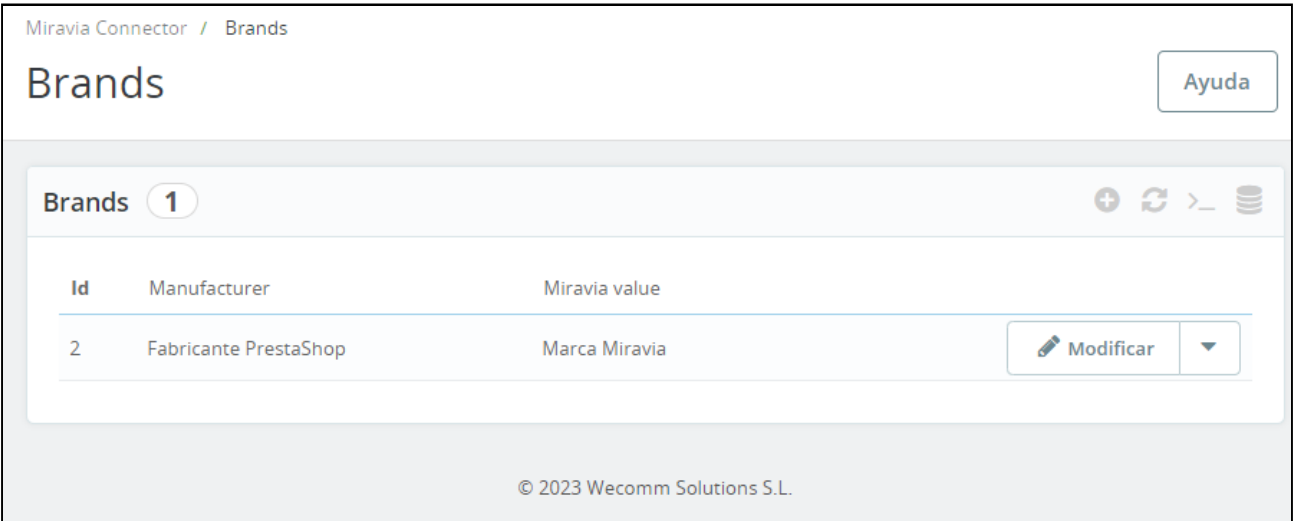 Miravia Connector / Brands
Brands
Ayuda
Brands 1
Id Manufacturer Miravia value
2 Fabricante PrestaShop Marca Miravia Modificar
© 2023 Wecomm Solutions S.L.